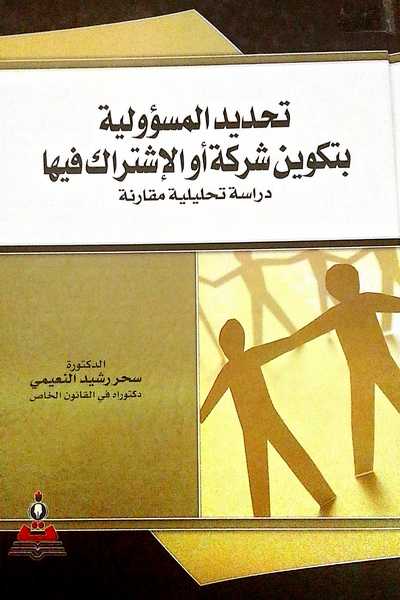 تحديد المسؤولية
بتكوين شركة أو الإشتراك فيها
دراسة تحليلية مقارنة
الدكتورة
سحر رشيد النعيمي
دكتوراه في القانون الخاص